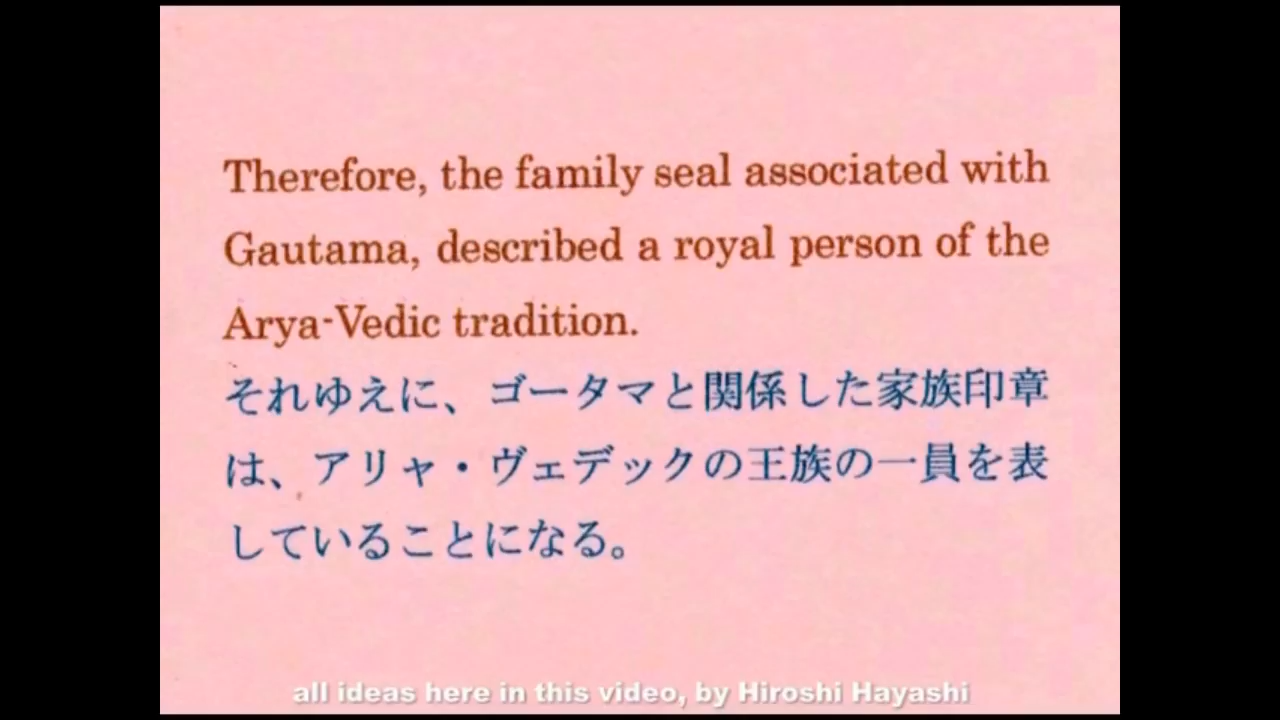 Therefore, the family seal associated with
Gautama, described a royal person of the
Arya-Vedic tradition.
それゆえに、ゴータマと関係した家族印章
は、アリャ・ヴェデックの王族の一員を表
していることになる。
all ideas here in this video, by Hiroshi Hayashi